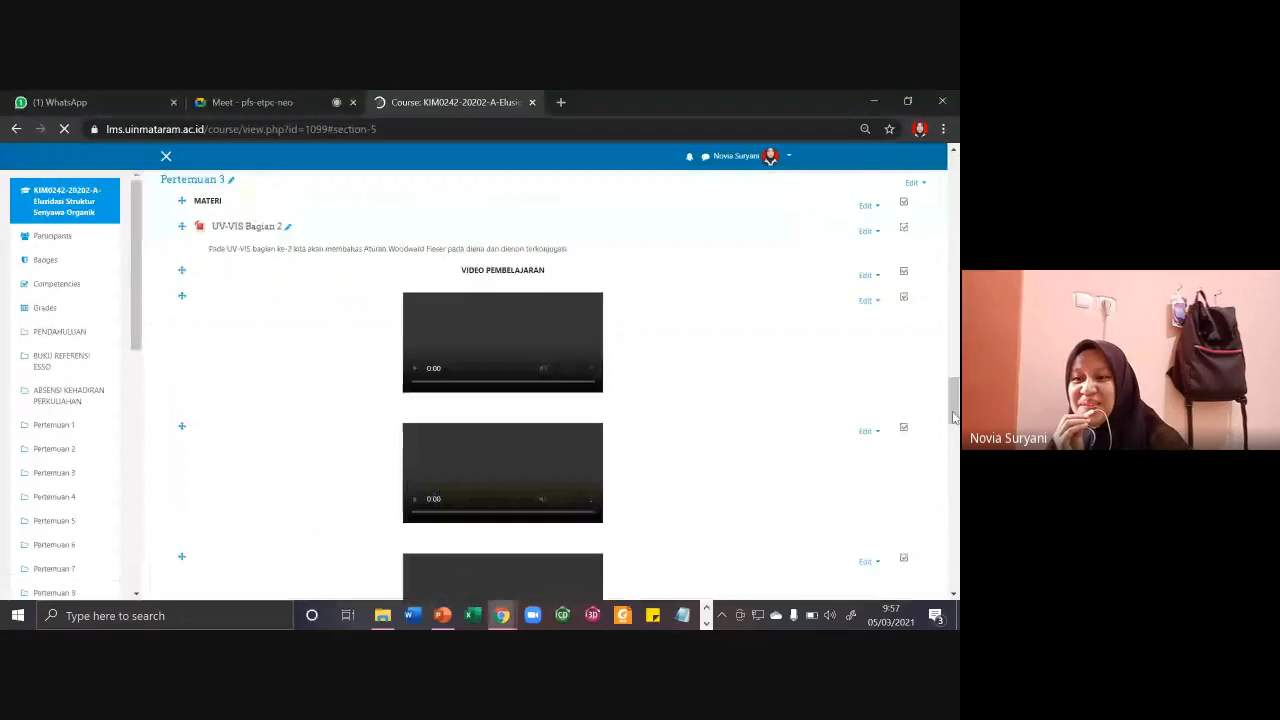 (1) WhatsApp
Meet - pfs-etpc-neo
Course: KIM0242-20202-A-Elusi
lms.uinmataram.ac.id/course/view.php?id=1099#section-5
Novia Suryani
KIM0242-20202-A-
Elusidasi Struktur
Senyawa Organik
Participants
Badges
Competencies
Grades
PENDAHULUAN
BUKU REFERENSI
ESSO
ABSENSI KEHADIRAN
PERKULIAHAN
Pertemuan 1
Pertemuan 2
Pertemuan 3
Pertemuan 4
Pertemuan 5
Pertemuan 6
Pertemuan 7
Pertemuan 8
Pertemuan 3
Edit
MATERI
Edit
UV-VIS Bagian 2
Edit
Pada UV-VIS bagian ke-2 kita akan membahas Aturan Woodward Fieser pada diena dan dienon terkonjugasi
VIDEO PEMBELAJARAN
Edit
Edit
0:00
Edit
0:00
Edit
Novia Suryani
Type here to search
9:57
05/03/2021
3